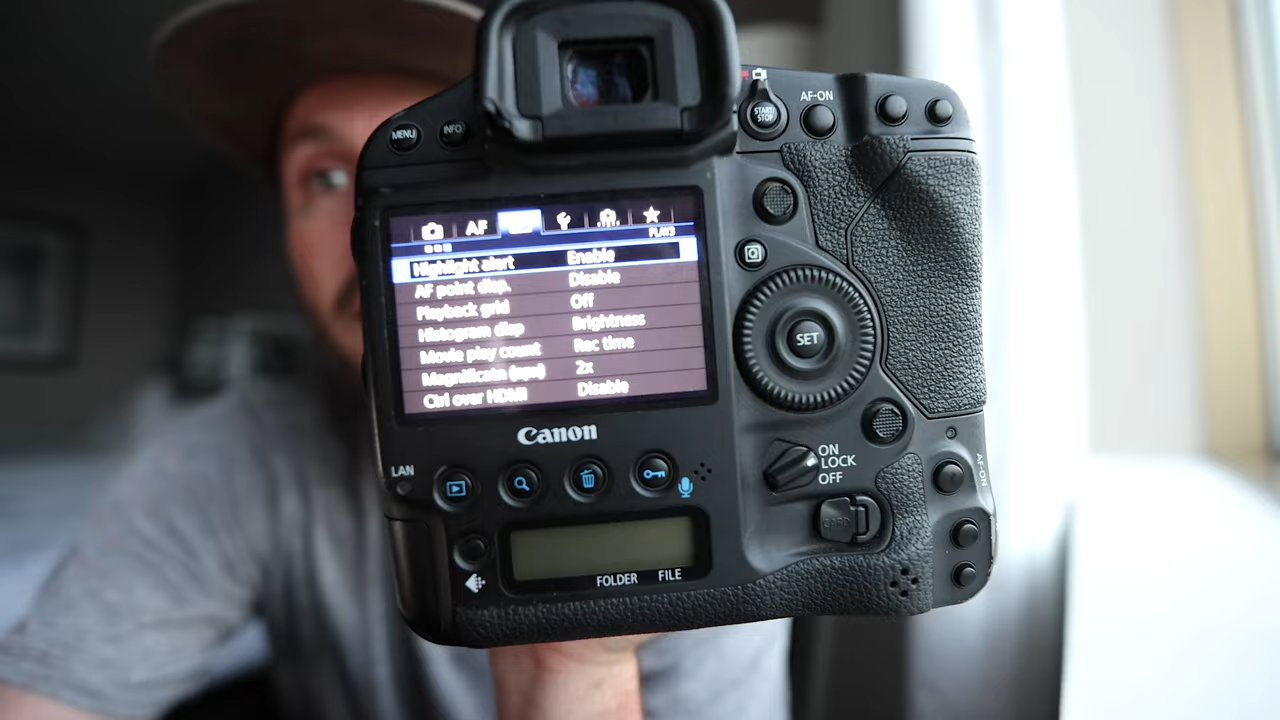 MENU
INFO.
START/
STOP
AF-ON
AF
PLAY3
Highlight alert Enable
AF point disp. Disable
Playback grid Off
Histogram disp Brightness
Movie play count Rec time
Magnificatn (apx) 2x
Ctrl over HDMI Disable
Q
SET
Canon
ON
LOCK
OFF
LAN
CARD
AF-ON
FOLDER FILE